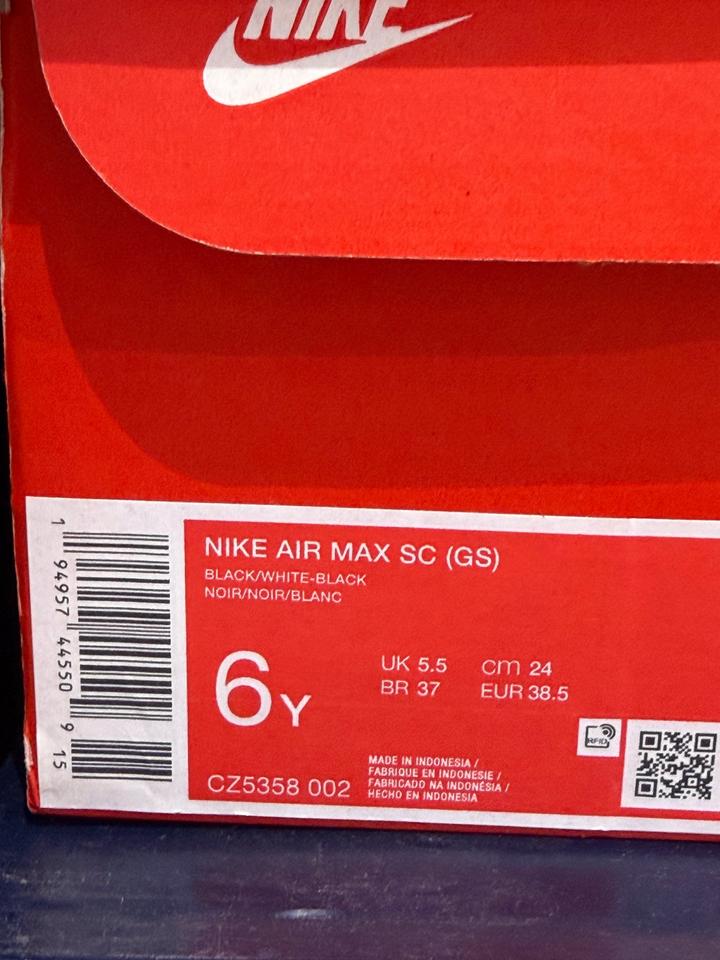 NIKE
NIKE AIR MAX SC (GS)
BLACK/WHITE-BLACK
NOIR/NOIR/BLANC
6Y
UK 5.5 cm 24
BR 37 EUR 38.5
RFID
MADE IN INDONESIA /
FABRIQUE EN INDONESIE /
FABRICADO NA INDONÉSIA /
HECHO EN INDONESIA
CZ5358 002
1 94957 44550 9 15